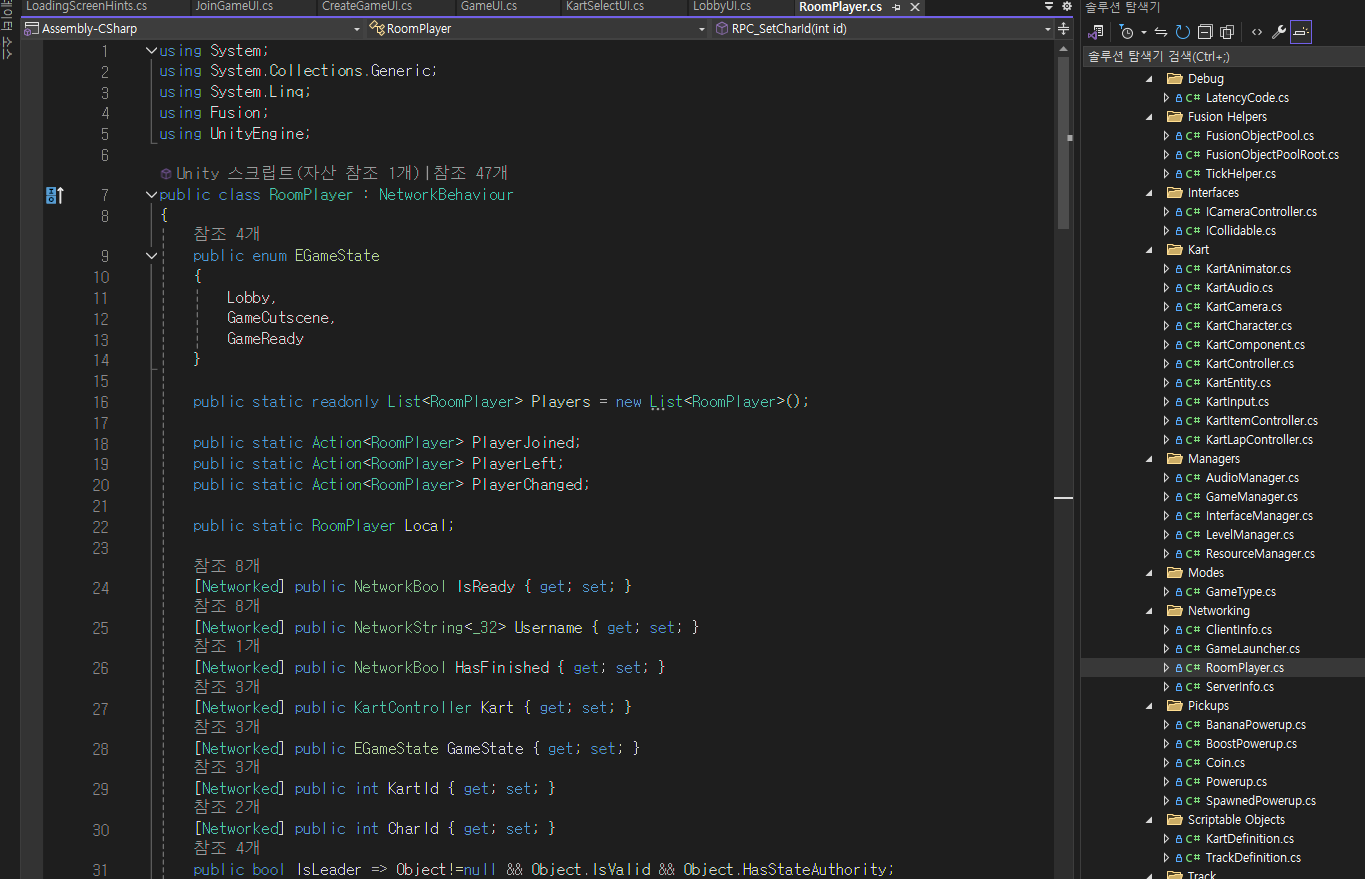 LoadingScreenHints.cs JoinGameUI.cs CreateGameUI.cs GameUI.cs KartSelectUI.cs LobbyUI.cs RoomPlayer.cs
Assembly-CSharp RoomPlayer RPC_SetCharId(int id)
1 using System;
2 using System.Collections.Generic;
3 using System.Linq;
4 using Fusion;
5 using UnityEngine;
6
Unity 스크립트(자산 참조 1개)|참조 47개
7 public class RoomPlayer : NetworkBehaviour
8 {
참조 4개
9 public enum EGameState
10 {
11 Lobby,
12 GameCutscene,
13 GameReady
14 }
15
16 public static readonly List<RoomPlayer> Players = new List<RoomPlayer>();
17
18 public static Action<RoomPlayer> PlayerJoined;
19 public static Action<RoomPlayer> PlayerLeft;
20 public static Action<RoomPlayer> PlayerChanged;
21
22 public static RoomPlayer Local;
23
참조 8개
24 [Networked] public NetworkBool IsReady { get; set; }
참조 8개
25 [Networked] public NetworkString<_32> Username { get; set; }
참조 1개
26 [Networked] public NetworkBool HasFinished { get; set; }
참조 3개
27 [Networked] public KartController Kart { get; set; }
참조 3개
28 [Networked] public EGameState GameState { get; set; }
참조 3개
29 [Networked] public int KartId { get; set; }
참조 2개
30 [Networked] public int CharId { get; set; }
참조 4개
31 public bool IsLeader => Object!=null && Object.IsValid && Object.HasStateAuthority;
솔루션 탐색기
솔루션 탐색기 검색(Ctrl+;)
Debug
C# LatencyCode.cs
Fusion Helpers
C# FusionObjectPool.cs
C# FusionObjectPoolRoot.cs
C# TickHelper.cs
Interfaces
C# ICameraController.cs
C# ICollidable.cs
Kart
C# KartAnimator.cs
C# KartAudio.cs
C# KartCamera.cs
C# KartCharacter.cs
C# KartComponent.cs
C# KartController.cs
C# KartEntity.cs
C# KartInput.cs
C# KartItemController.cs
C# KartLapController.cs
Managers
C# AudioManager.cs
C# GameManager.cs
C# InterfaceManager.cs
C# LevelManager.cs
C# ResourceManager.cs
Modes
C# GameType.cs
Networking
C# ClientInfo.cs
C# GameLauncher.cs
C# RoomPlayer.cs
C# ServerInfo.cs
Pickups
C# BananaPowerup.cs
C# BoostPowerup.cs
C# Coin.cs
C# Powerup.cs
C# SpawnedPowerup.cs
Scriptable Objects
C# KartDefinition.cs
C# TrackDefinition.cs
Track